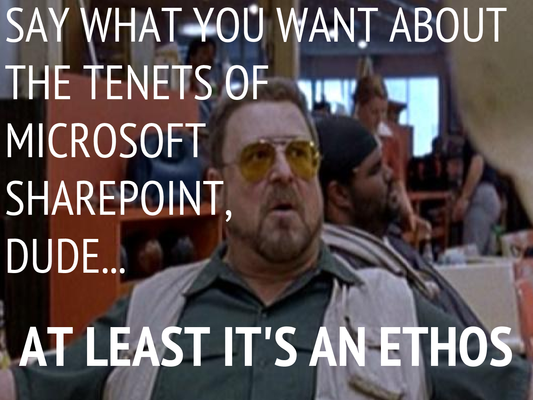 SAY WHAT YOU WANT ABOUT
THE TENETS OF
MICROSOFT
SHAREPOINT,
DUDE...
AT LEAST IT'S AN ETHOS